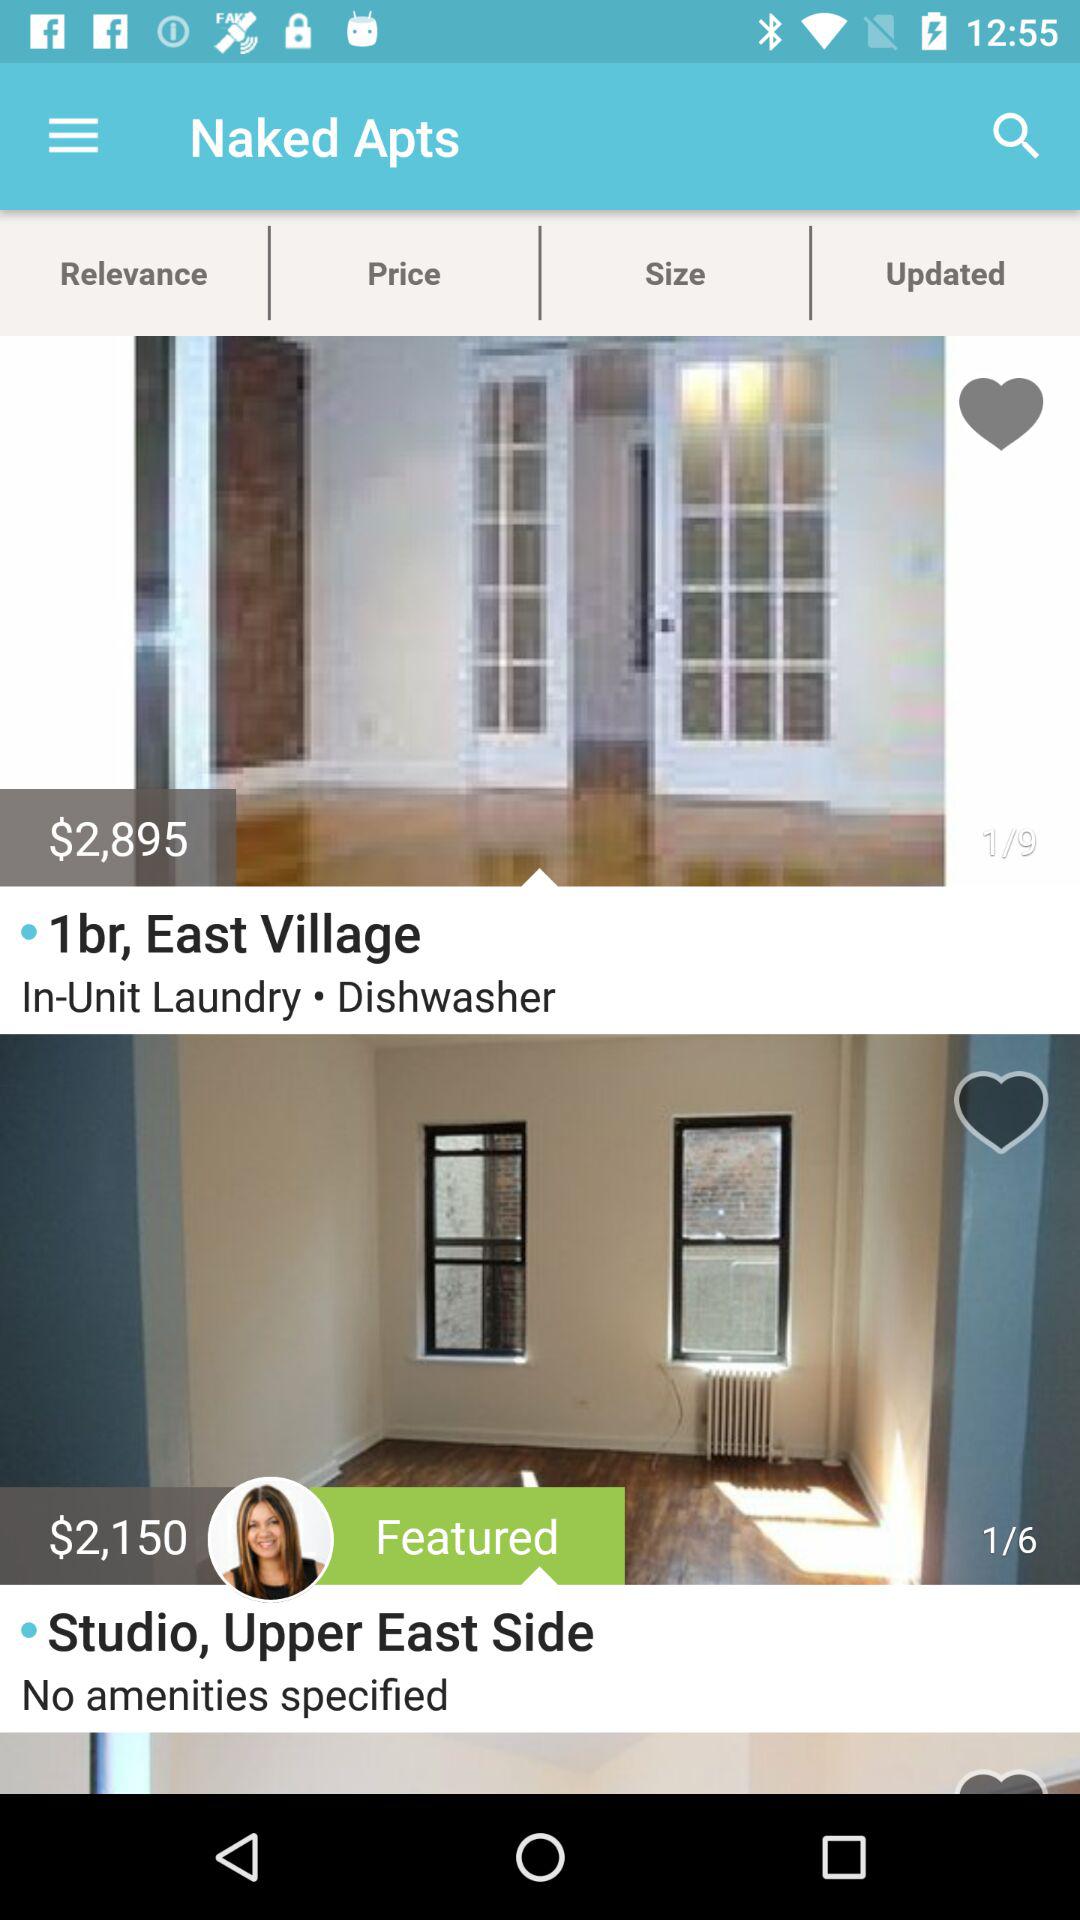 FAKE
12:55
Naked Apts
Relevance
Price
Size
Updated
$2,895
1/9
1br, East Village
In-Unit Laundry • Dishwasher
$2,150
Featured
1/6
Studio, Upper East Side
No amenities specified